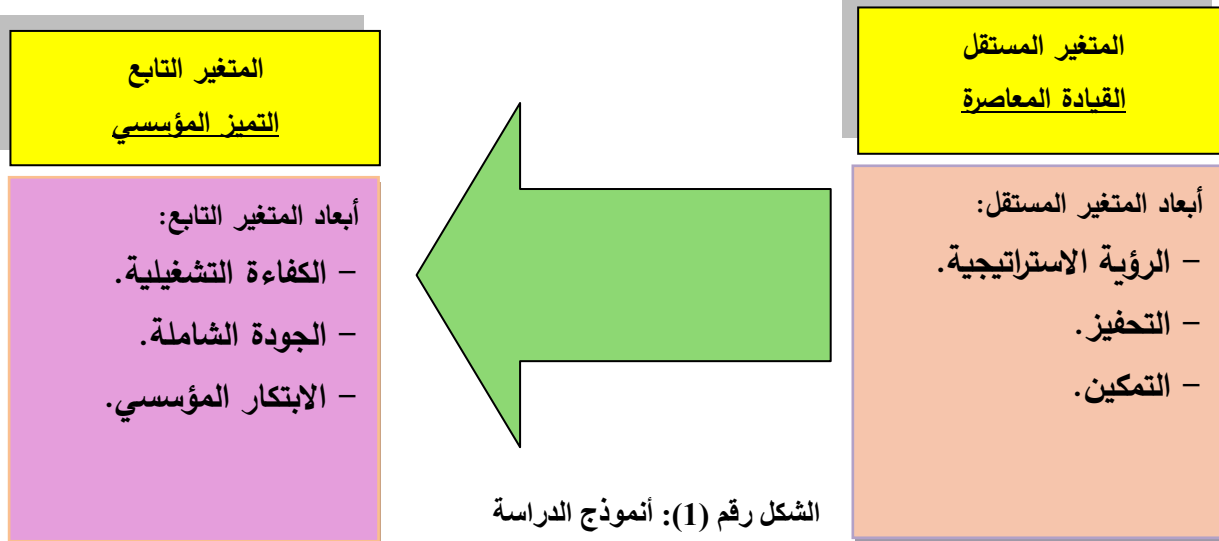 المتغير المستقل
القيادة المعاصرة
أبعاد المتغير المستقل:
– الرؤية الاستراتيجية.
– التحفيز.
– التمكين.
المتغير التابع
التميز المؤسسي
أبعاد المتغير التابع:
– الكفاءة التشغيلية.
– الجودة الشاملة.
– الابتكار المؤسسي.
الشكل رقم (1): أنموذج الدراسة